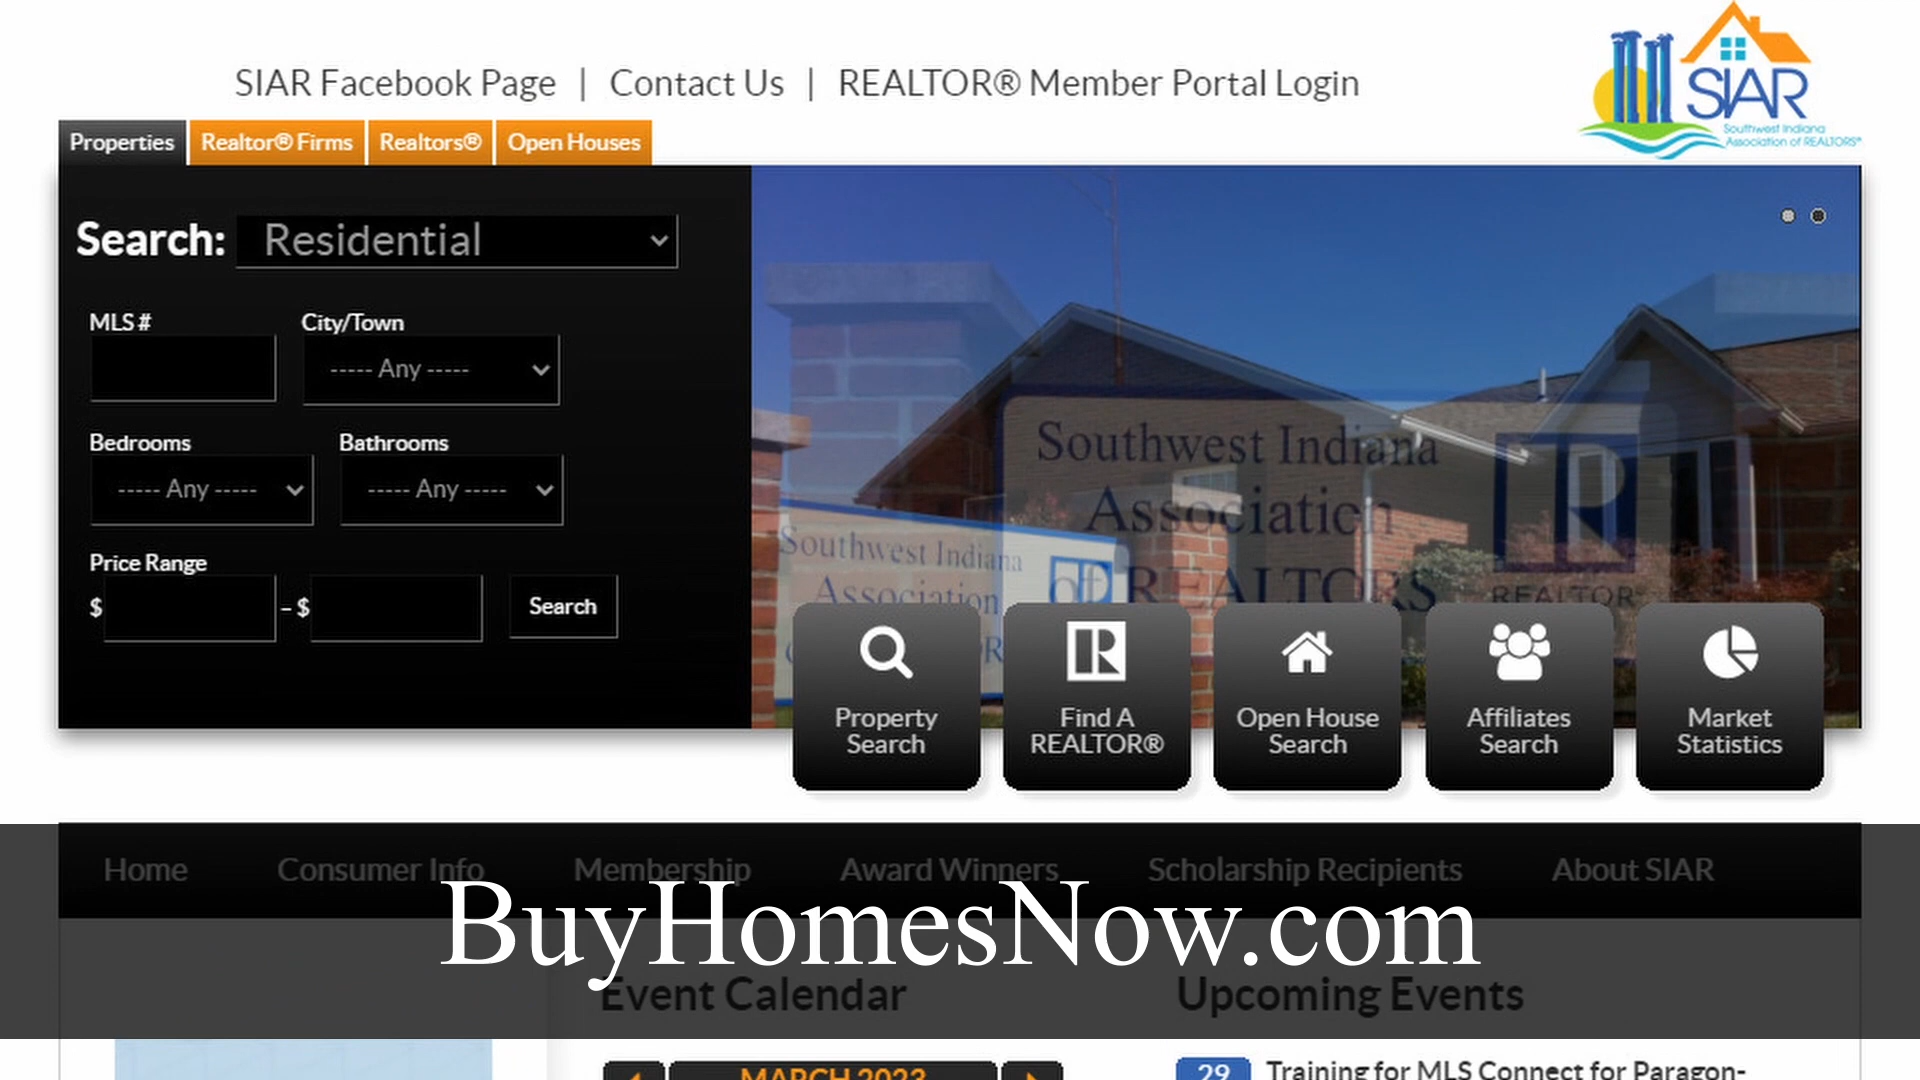 SIAR Facebook Page | Contact Us | REALTOR® Member Portal Login
SIAR
Southwest Indiana
Association of REALTORS®
Properties Realtor® Firms Realtors® Open Houses
Search: Residential
MLS # City/Town
----- Any -----
Bedrooms Bathrooms
----- Any ----- ----- Any -----
Price Range
$ – $ Search
Southwest Indiana
Association
of REALTORS
REALTOR
Southwest Indiana
Association
Property Search
Find A REALTOR®
Open House Search
Affiliates Search
Market Statistics
Home Consumer Info Membership Award Winners Scholarship Recipients About SIAR
BuyHomesNow.com
Event Calendar Upcoming Events
MARCH 2023
29 Training for MLS Connect for Paragon-